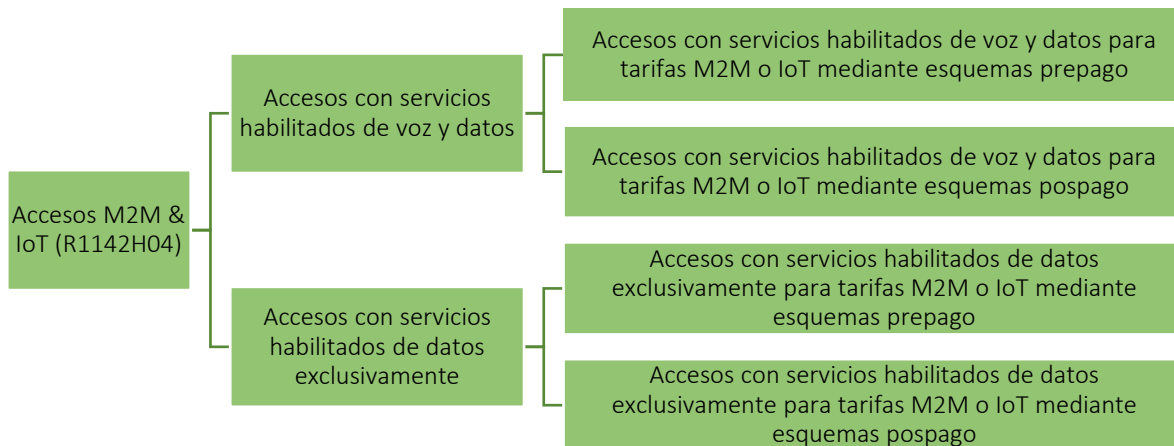 Accesos M2M &
IoT (R1142H04)
Accesos con servicios
habilitados de voz y datos
Accesos con servicios habilitados de voz y datos para
tarifas M2M o IoT mediante esquemas prepago
Accesos con servicios habilitados de voz y datos para
tarifas M2M o IoT mediante esquemas pospago
Accesos con servicios
habilitados de datos
exclusivamente
Accesos con servicios habilitados de datos
exclusivamente para tarifas M2M o IoT mediante
esquemas prepago
Accesos con servicios habilitados de datos
exclusivamente para tarifas M2M o IoT mediante
esquemas pospago